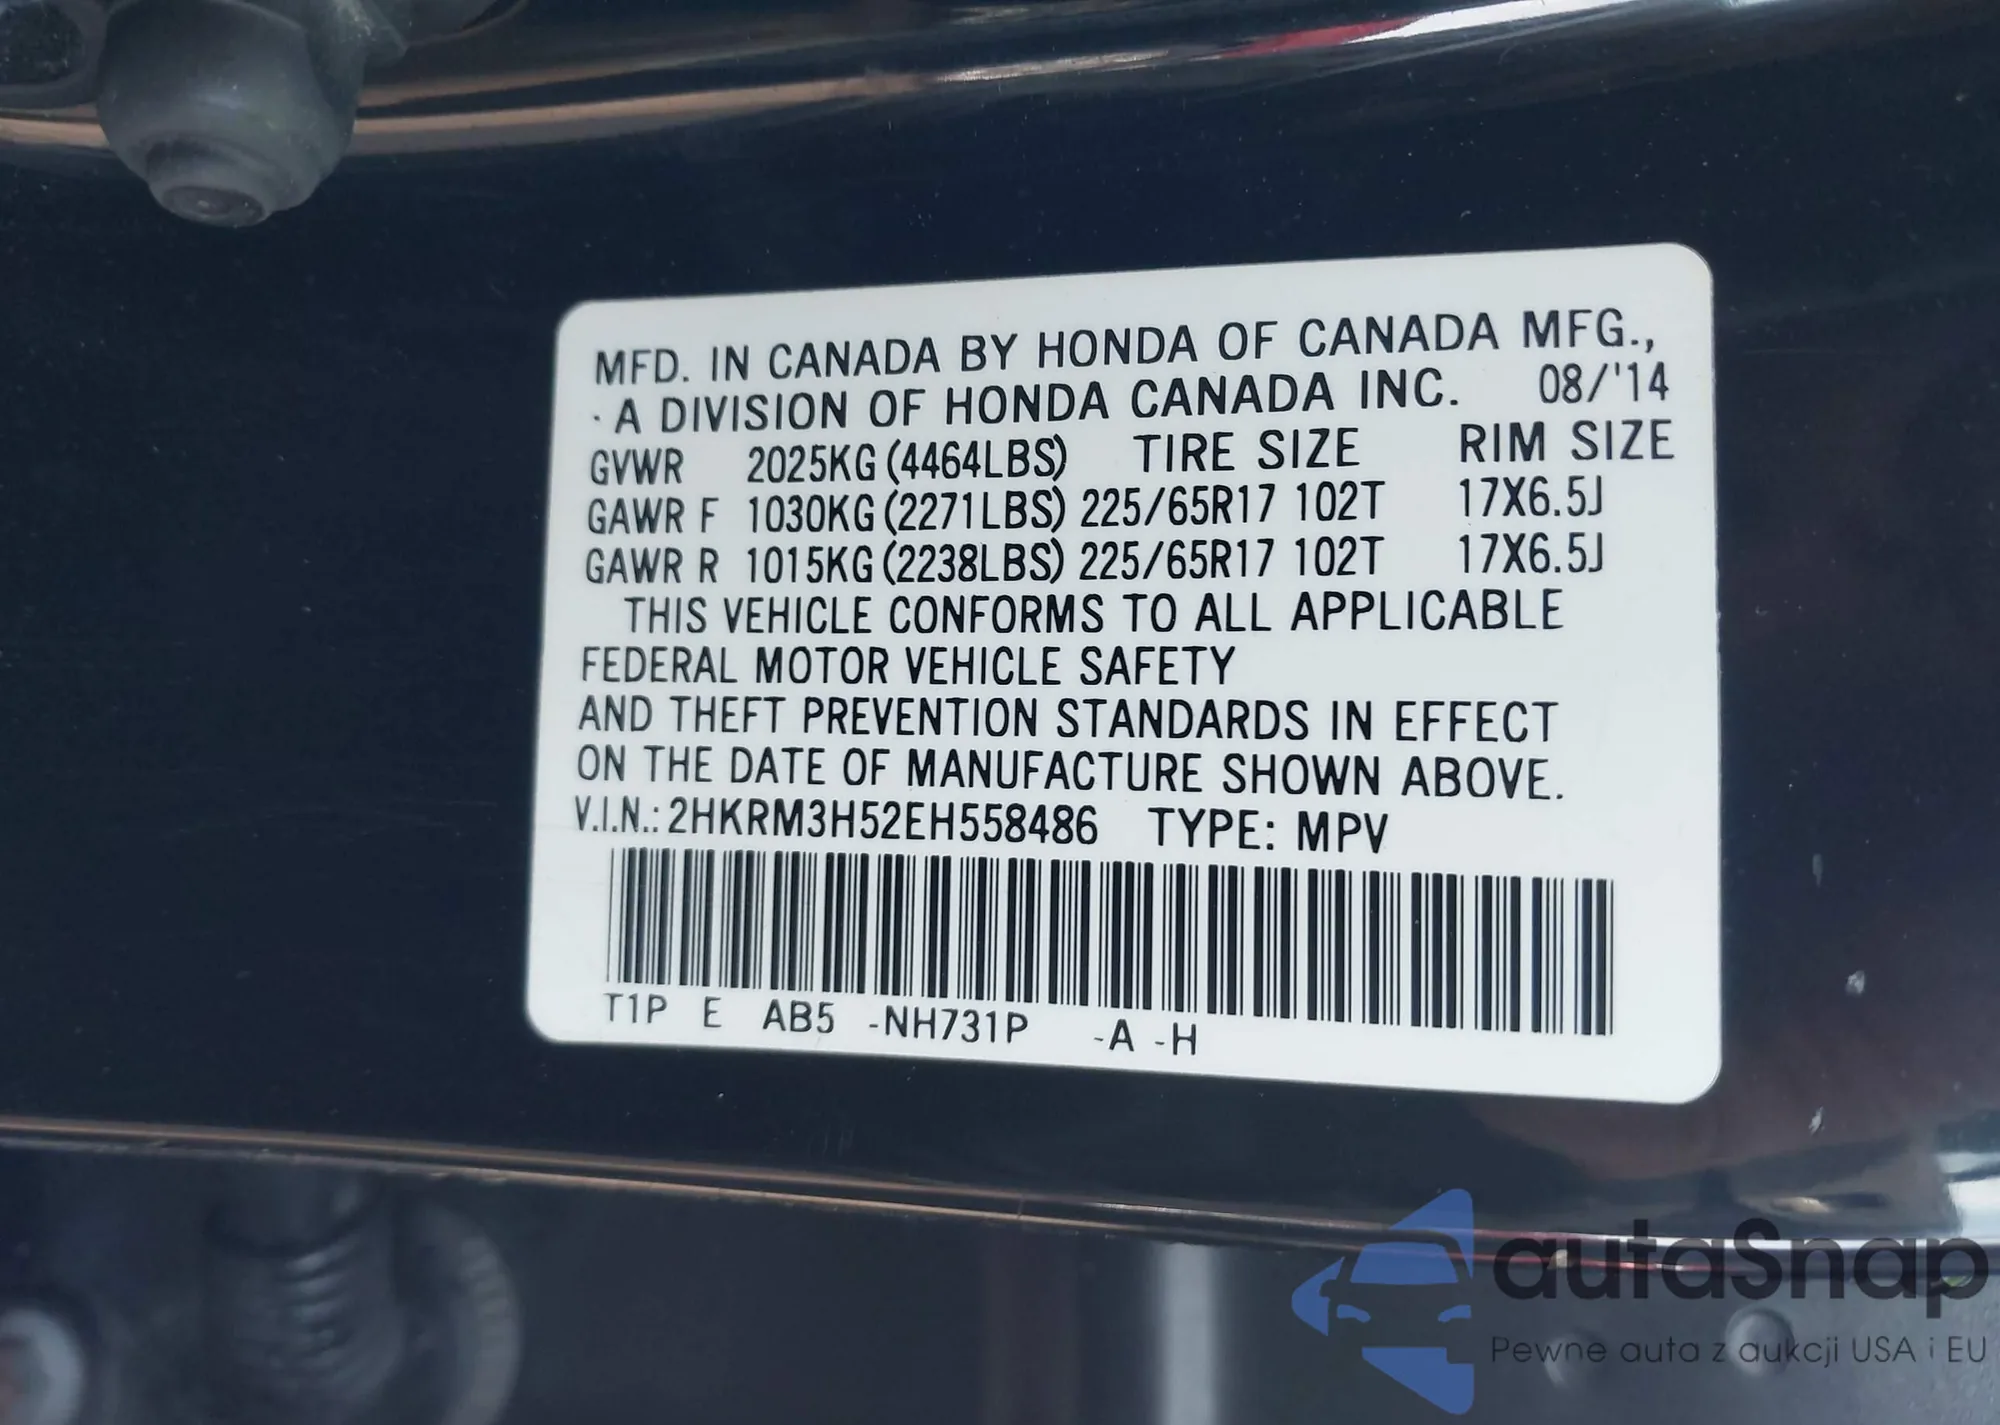 MFD. IN CANADA BY HONDA OF CANADA MFG.,
· A DIVISION OF HONDA CANADA INC. 08/'14
GVWR 2025KG (4464LBS) TIRE SIZE RIM SIZE
GAWR F 1030KG (2271LBS) 225/65R17 102T 17X6.5J
GAWR R 1015KG (2238LBS) 225/65R17 102T 17X6.5J
THIS VEHICLE CONFORMS TO ALL APPLICABLE
FEDERAL MOTOR VEHICLE SAFETY
AND THEFT PREVENTION STANDARDS IN EFFECT
ON THE DATE OF MANUFACTURE SHOWN ABOVE.
V.I.N.: 2HKRM3H52EH558486 TYPE: MPV
T1P E AB5 -NH731P -A -H
autaSnap
Pewne auta z aukcji USA i EU